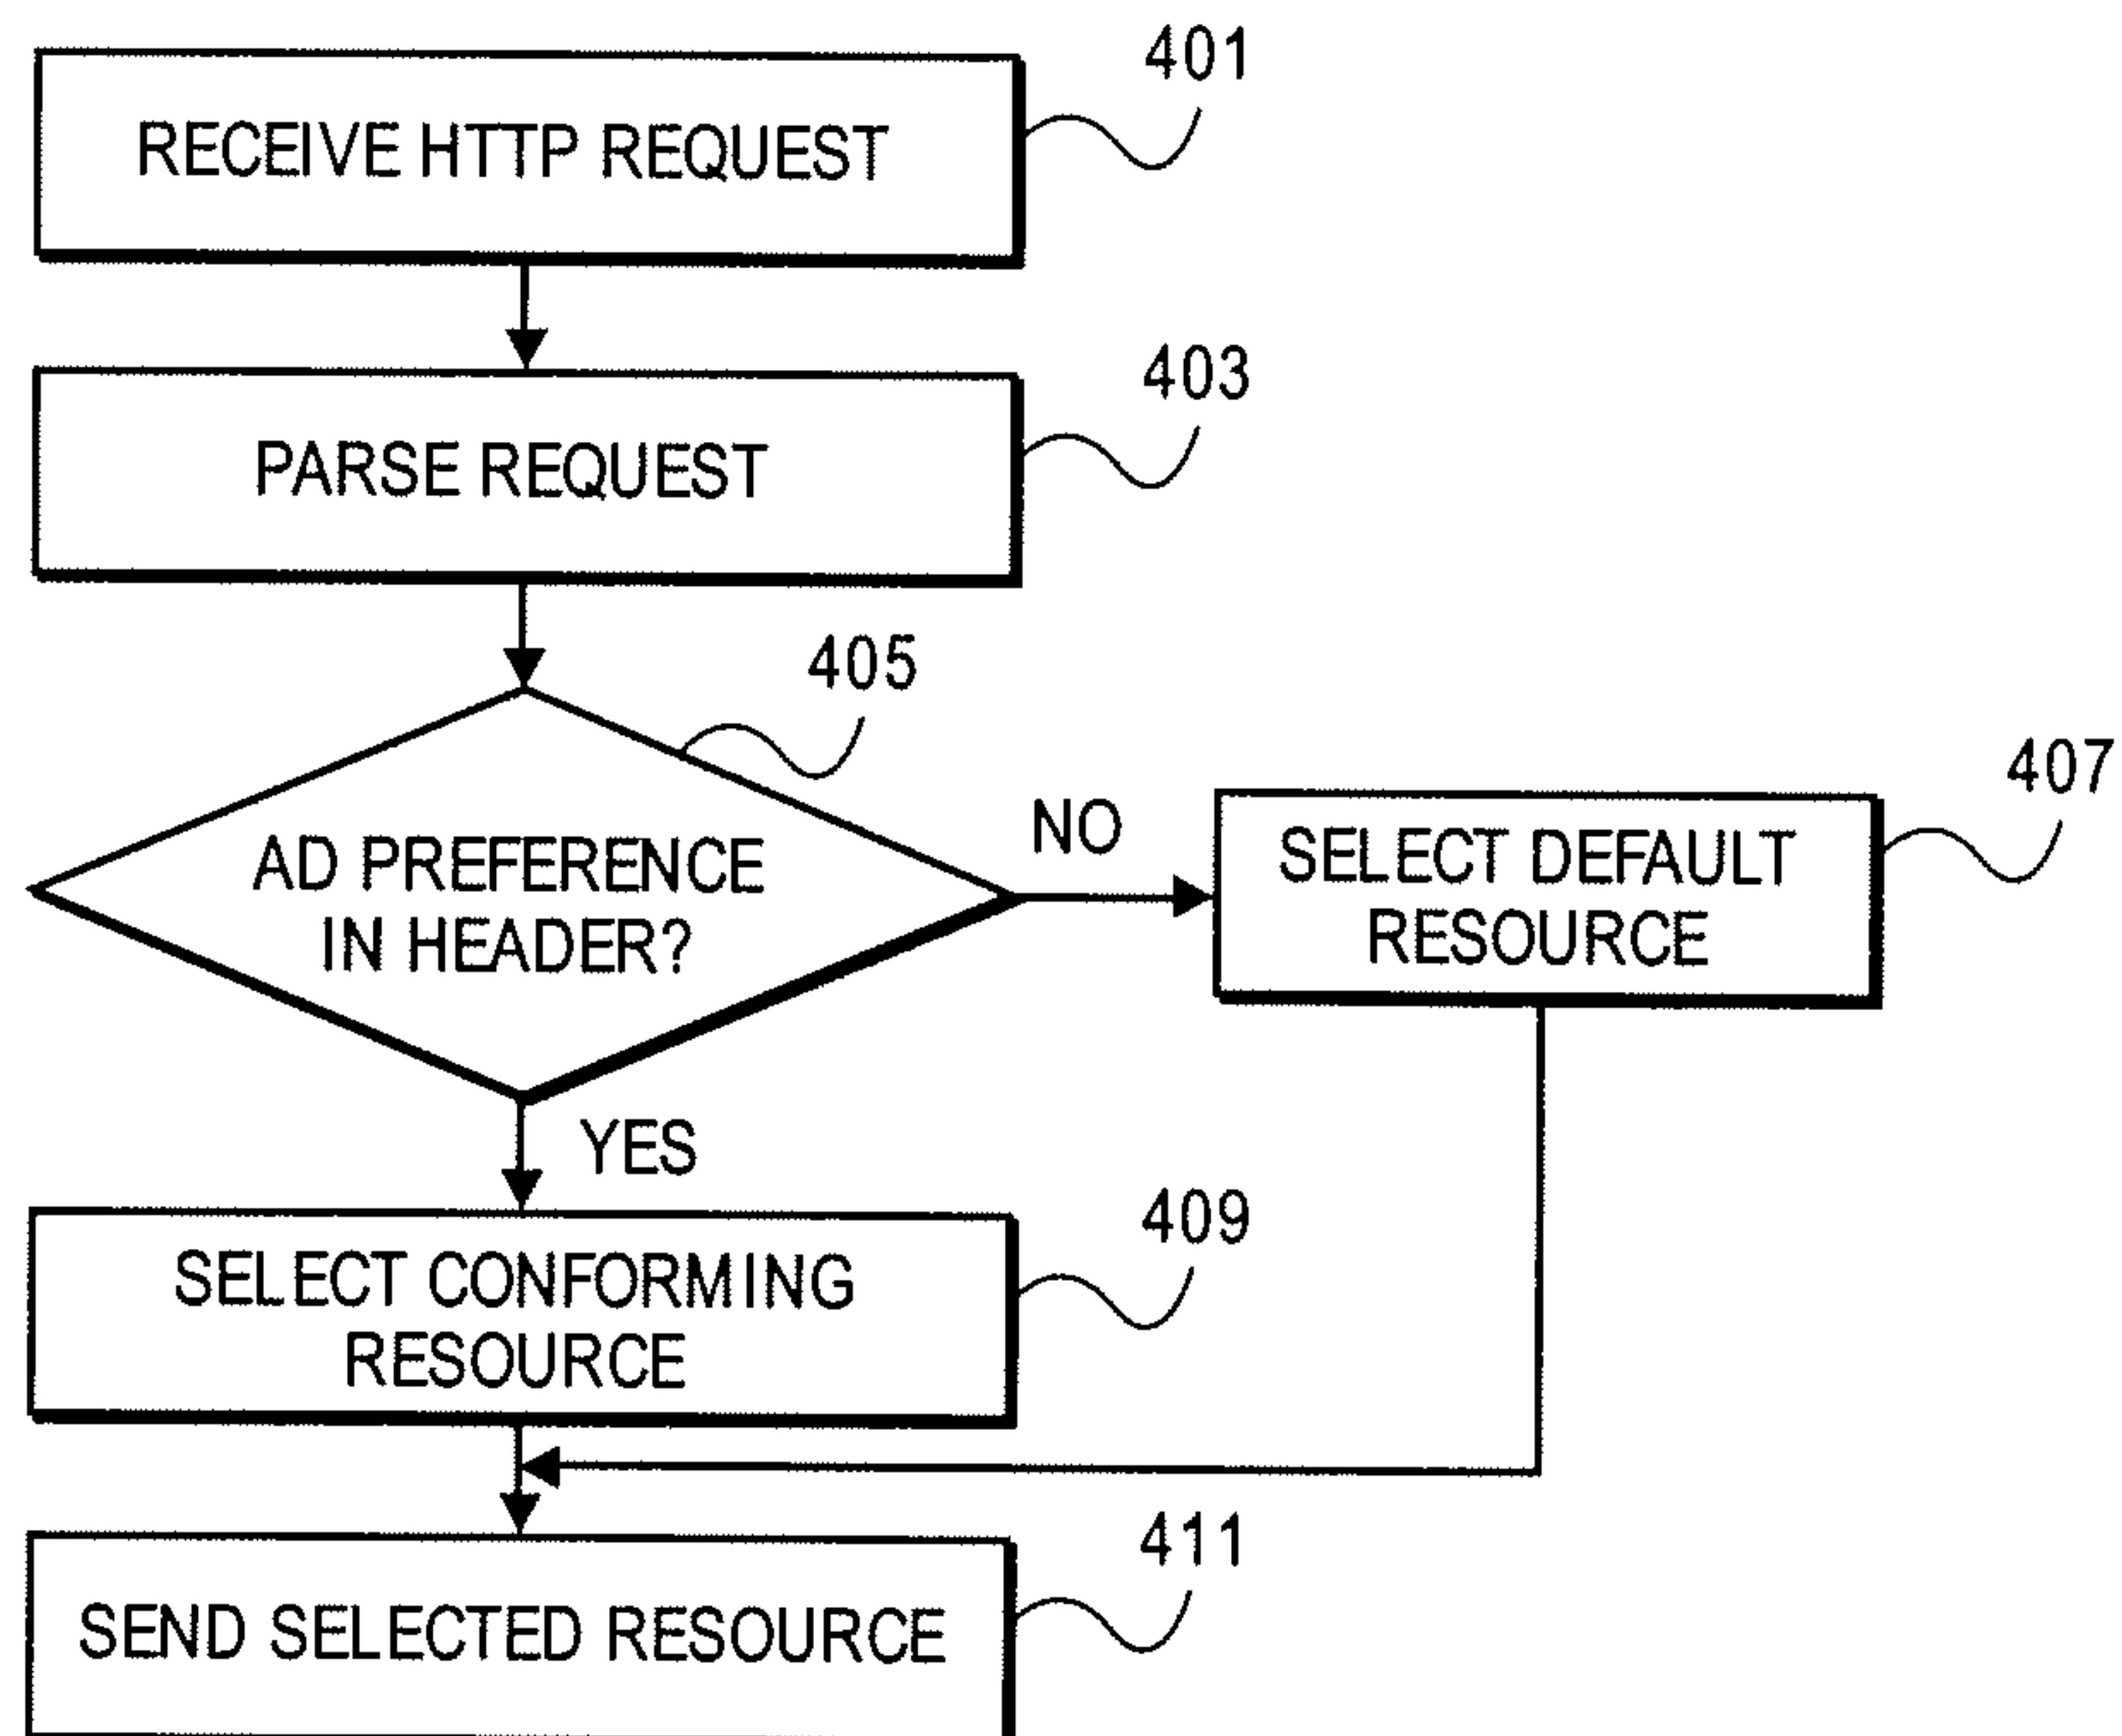 401
RECEIVE HTTP REQUEST
403
PARSE REQUEST
405
AD PREFERENCE
IN HEADER?
NO
407
SELECT DEFAULT
RESOURCE
YES
409
SELECT CONFORMING
RESOURCE
411
SEND SELECTED RESOURCE